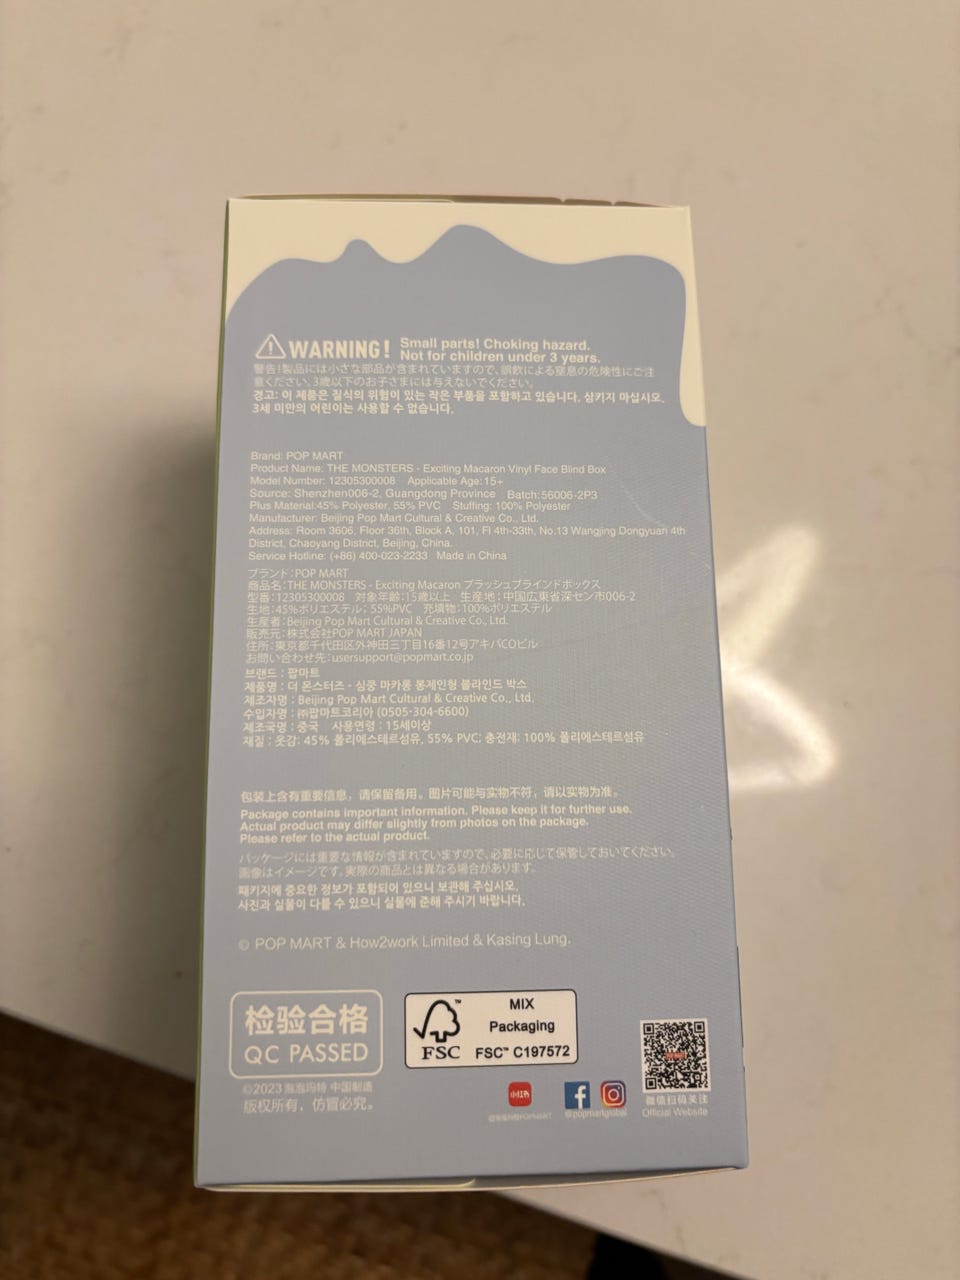 WARNING! Small parts! Choking hazard.
Not for children under 3 years.
警告!製品には小さな部品が含まれていますので、誤飲による窒息の危険性にご注
意ください。3歳以下のお子さまには与えないでください。
경고: 이 제품은 질식의 위험이 있는 작은 부품을 포함하고 있습니다. 삼키지 마십시오.
3세 미만의 어린이는 사용할 수 없습니다.
Brand: POP MART
Product Name: THE MONSTERS - Exciting Macaron Vinyl Face Blind Box
Model Number: 12305300008 Applicable Age:15+
Source: Shenzhen006-2, Guangdong Province Batch:56006-2P3
Plus Material:45% Polyester, 55% PVC Stuffing: 100% Polyester
Manufacturer: Beijing Pop Mart Cultural & Creative Co., Ltd.
Address: Room 3606, Floor 36th, Block A, 101, Fl 4th-33th, No.13 Wangjing Dongyuan 4th
District, Chaoyang District, Beijing, China.
Service Hotline: (+86) 400-023-2233 Made in China
ブランド:POP MART
商品名:THE MONSTERS - Exciting Macaron プラッシュブラインドボックス
型番:12305300008 対象年齢:15歳以上 生産地:中国広東省深セン市006-2
生地:45%ポリエステル; 55%PVC 充填物:100%ポリエステル
生産者:Beijing Pop Mart Cultural & Creative Co., Ltd.
販売元:株式会社POP MART JAPAN
住所:東京都千代田区外神田三丁目16番12号アキバCOビル
お問い合わせ先:usersupport@popmart.co.jp
브랜드 : 팝마트
제품명 : 더 몬스터즈 - 심쿵 마카롱 봉제인형 블라인드 박스
제조자명 : Beijing Pop Mart Cultural & Creative Co., Ltd.
수입자명 : ㈜팝마트코리아 (0505-304-6600)
제조국명 : 중국 사용연령 : 15세이상
재질 : 옷감: 45% 폴리에스테르섬유, 55% PVC; 충전재: 100% 폴리에스테르섬유
包装上含有重要信息，请保留备用。图片可能与实物不符，请以实物为准。
Package contains important information. Please keep it for further use.
Actual product may differ slightly from photos on the package.
Please refer to the actual product.
パッケージには重要な情報が含まれていますので、必要に応じて保管しておいてください。
画像はイメージです。実際の商品とは異なる場合があります。
패키지에 중요한 정보가 포함되어 있으니 보관해 주십시오.
사진과 실물이 다를 수 있으니 실물에 준해 주시기 바랍니다.
© POP MART & How2work Limited & Kasing Lung.
检验合格
QC PASSED
FSC™
MIX
Packaging
FSC™ C197572
©2023 泡泡玛特 中国制造
版权所有，仿冒必究。
小红书
@泡泡玛特POPMART
@popmartglobal
微信扫码关注
Official Website